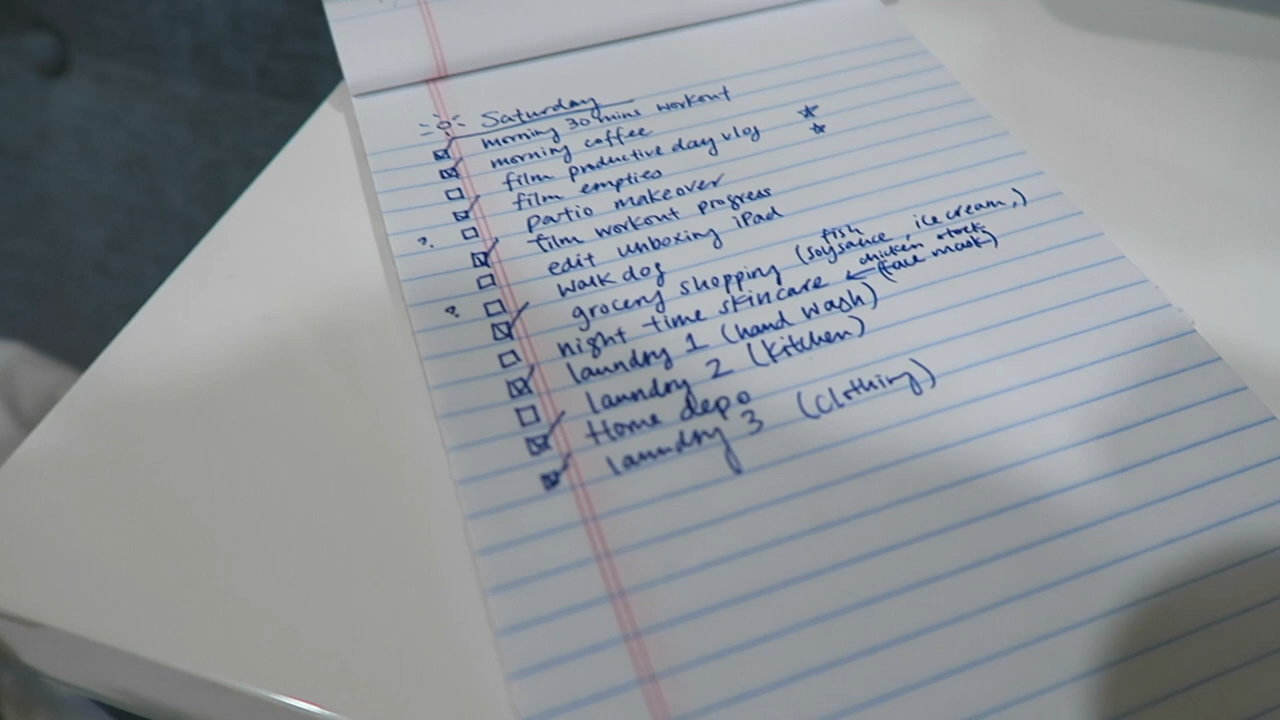 Saturday
morning 30 mins workout
morning coffee
film productive day vlog
film empties
patio makeover
?. film workout progress
edit unboxing iPad
walk dog
? grocery shopping (soysauce, fish, ice cream,)
chicken stock
night time skincare ← (face mask)
laundry 1 (hand wash)
laundry 2 (kitchen)
Home depo
laundry 3 (clothing)